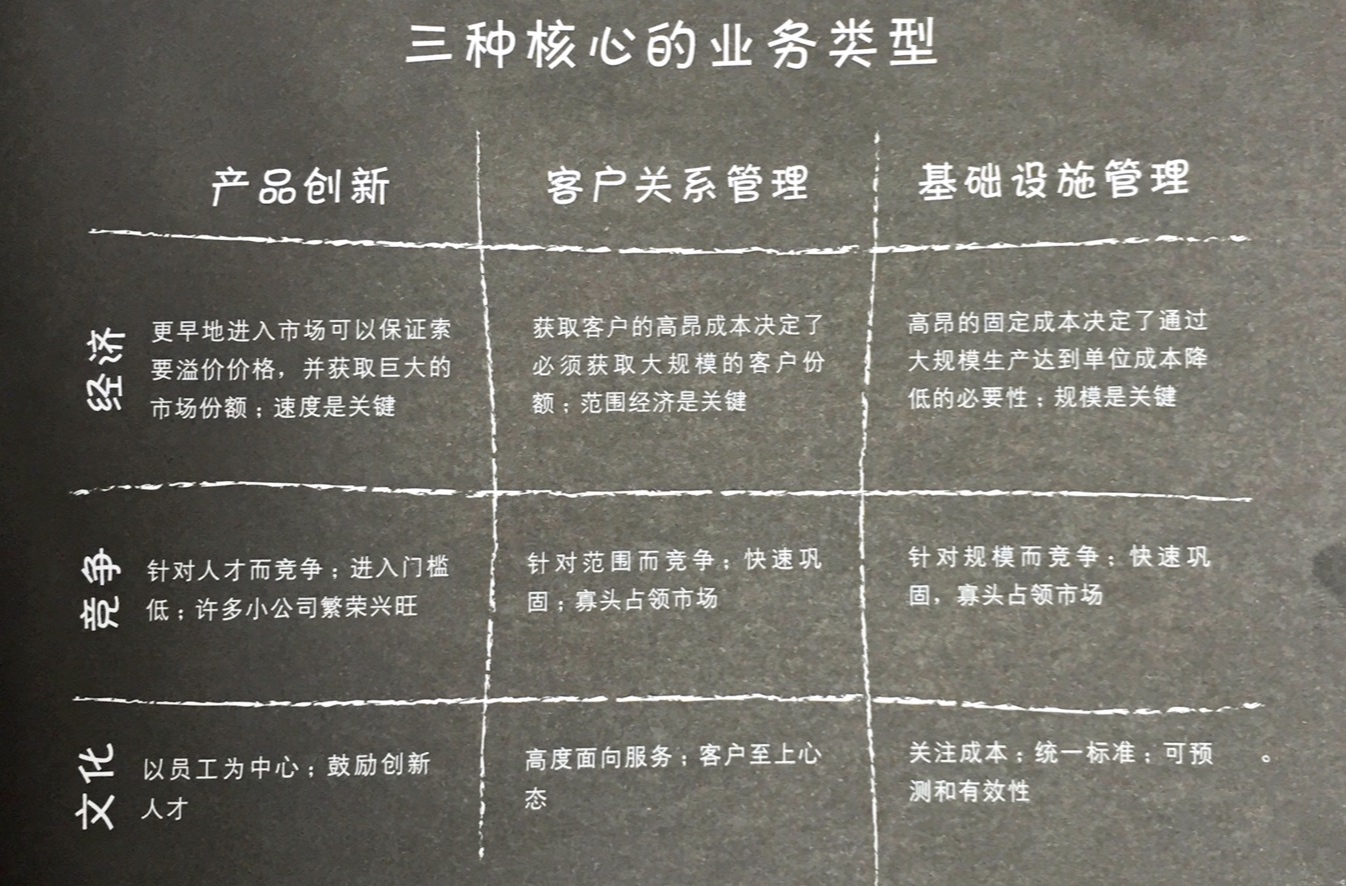 三种核心的业务类型
产品创新
客户关系管理
基础设施管理
经济
更早地进入市场可以保证索
要溢价价格，并获取巨大的
市场份额；速度是关键
获取客户的高昂成本决定了
必须获取大规模的客户份
额；范围经济是关键
高昂的固定成本决定了通过
大规模生产达到单位成本降
低的必要性；规模是关键
竞争
针对人才而竞争；进入门槛
低；许多小公司繁荣兴旺
针对范围而竞争；快速巩
固；寡头占领市场
针对规模而竞争；快速巩
固，寡头占领市场
文化
以员工为中心；鼓励创新
人才
高度面向服务；客户至上心
态
关注成本；统一标准；可预 。
测和有效性